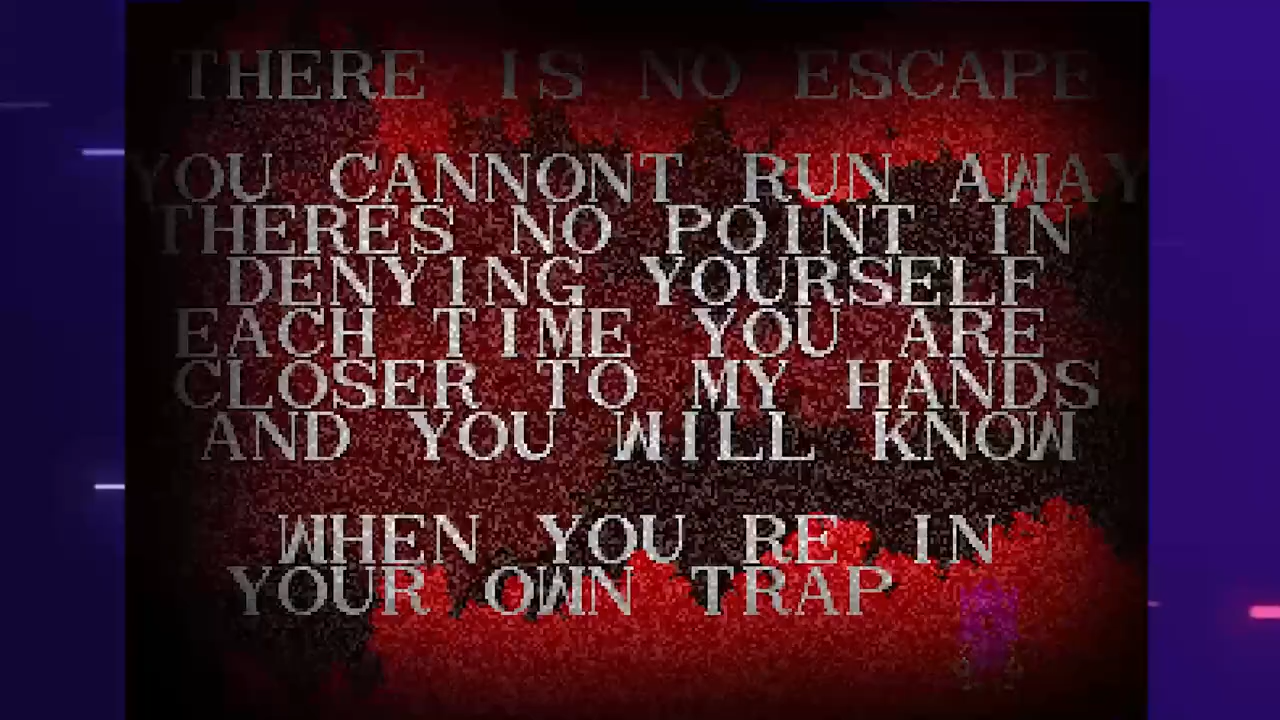 THERE IS NO ESCAPE
YOU CANNONT RUN AWAY
THERES NO POINT IN
DENYING YOURSELF
EACH TIME YOU ARE
CLOSER TO MY HANDS
AND YOU WILL KNOW
WHEN YOU RE IN
YOUR OWN TRAP